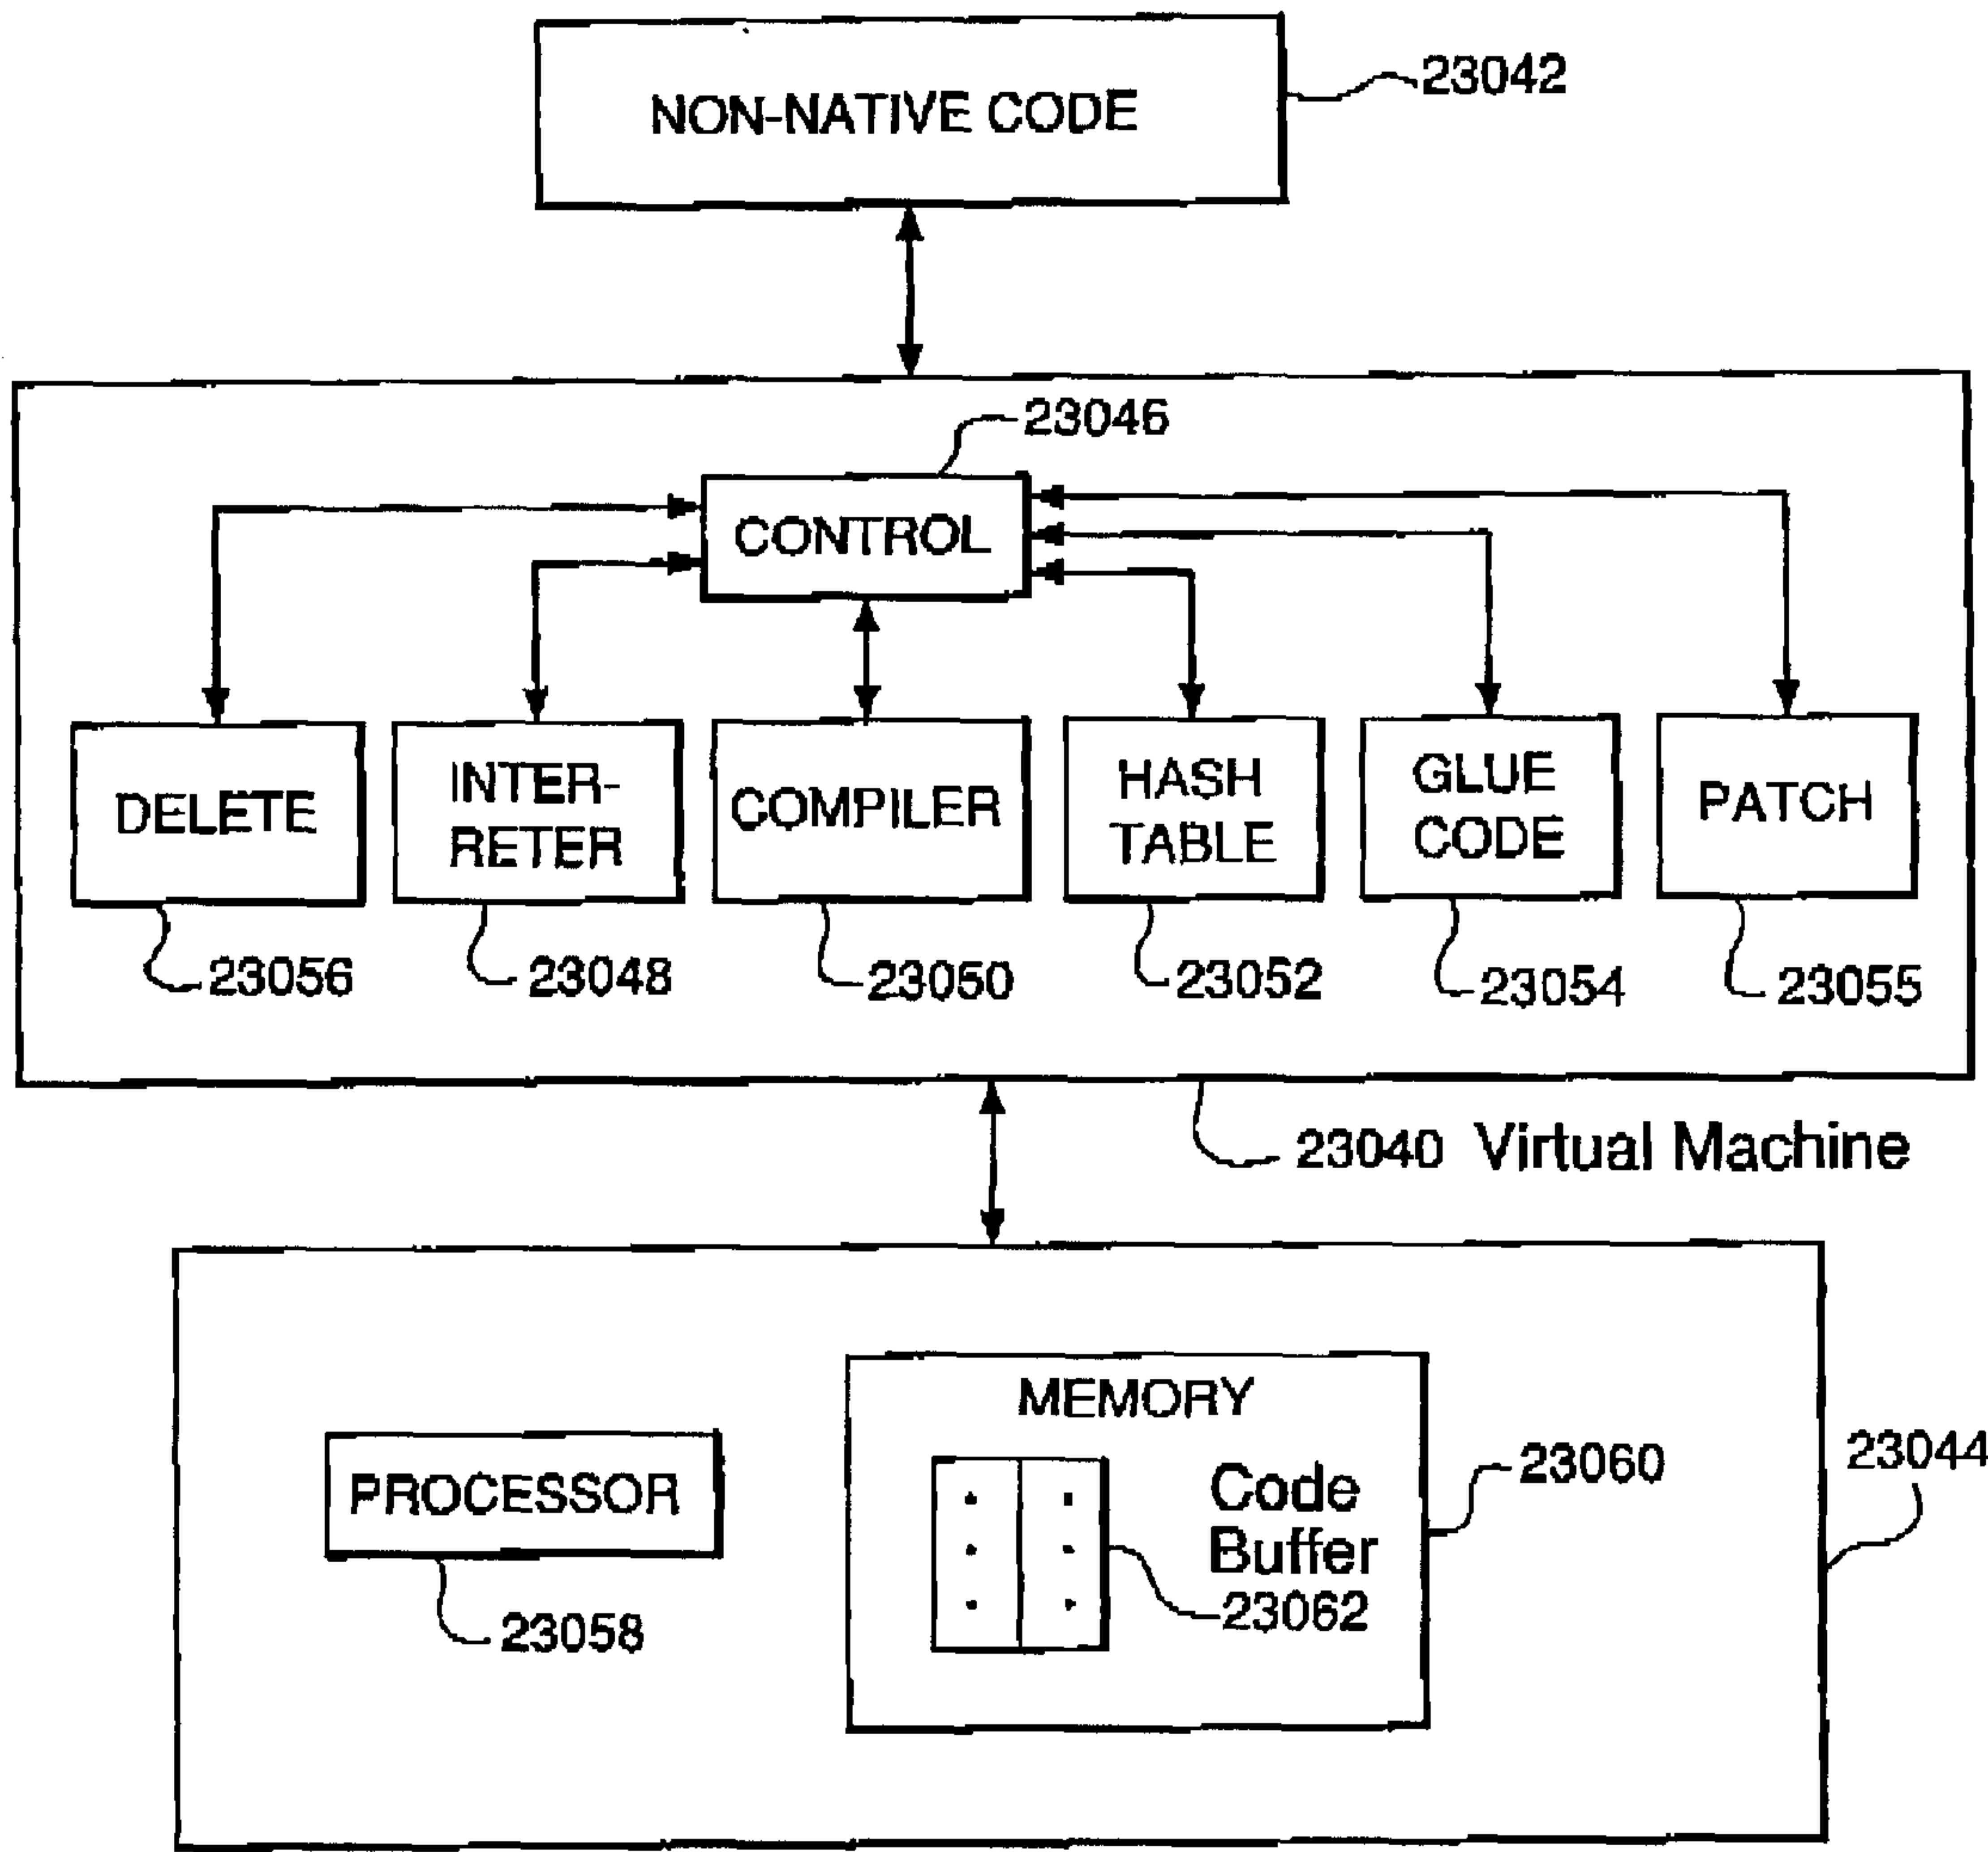 NON-NATIVE CODE
23042
23046
CONTROL
DELETE
INTER-
RETER
COMPILER
HASH
TABLE
GLUE
CODE
PATCH
23056
23048
23050
23052
23054
23055
23040 Virtual Machine
MEMORY
PROCESSOR
Code
Buffer
23060
23044
23062
23058